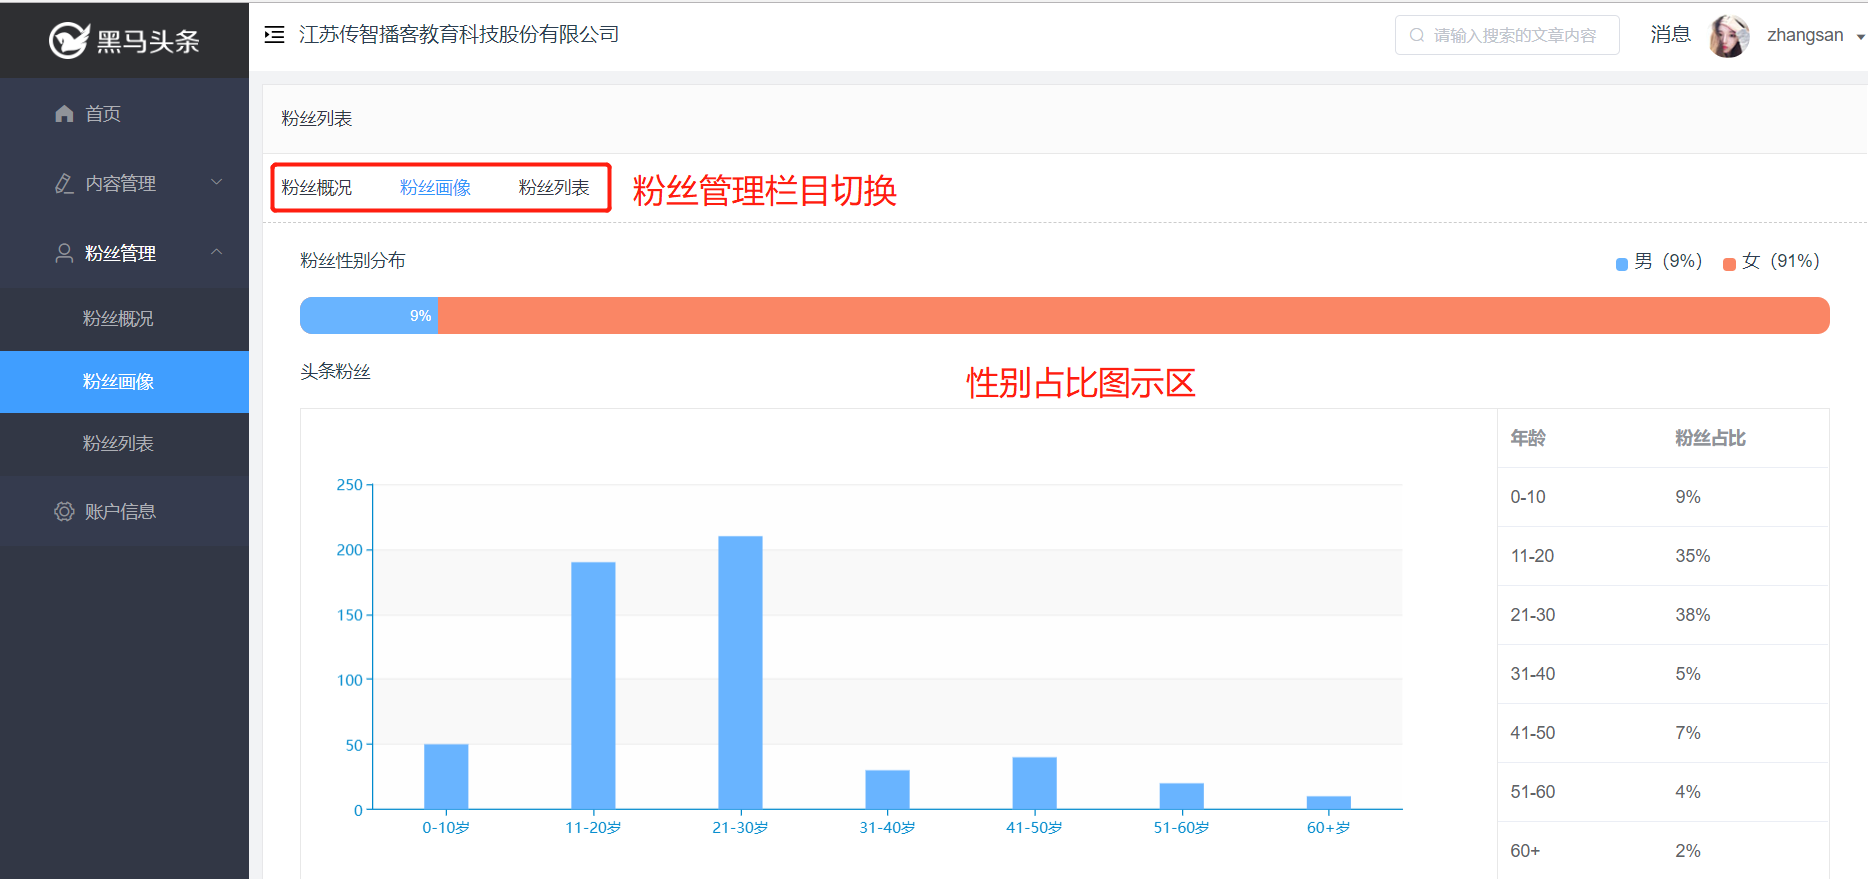 黑马头条
江苏传智播客教育科技股份有限公司
请输入搜索的文章内容
消息
zhangsan
首页
内容管理
粉丝管理
粉丝概况
粉丝画像
粉丝列表
账户信息
粉丝列表
粉丝概况 粉丝画像 粉丝列表
粉丝管理栏目切换
粉丝性别分布
男（9%） 女（91%）
9%
头条粉丝
性别占比图示区
250
200
150
100
50
0
0-10岁 11-20岁 21-30岁 31-40岁 41-50岁 51-60岁 60+岁
年龄 粉丝占比
0-10 9%
11-20 35%
21-30 38%
31-40 5%
41-50 7%
51-60 4%
60+ 2%